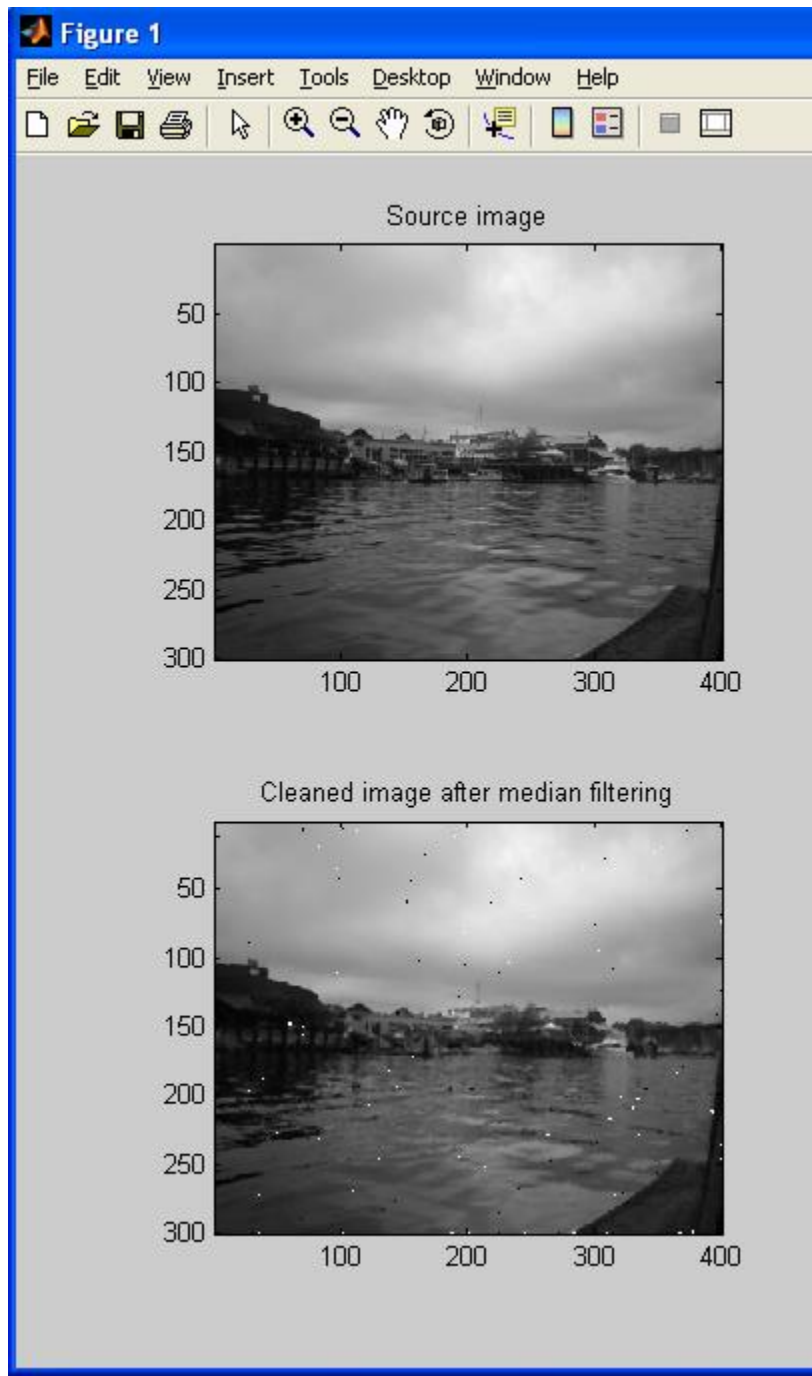 Figure 1
File Edit View Insert Tools Desktop Window Help
Source image
50
100
150
200
250
300
100 200 300 400
Cleaned image after median filtering
50
100
150
200
250
300
100 200 300 400